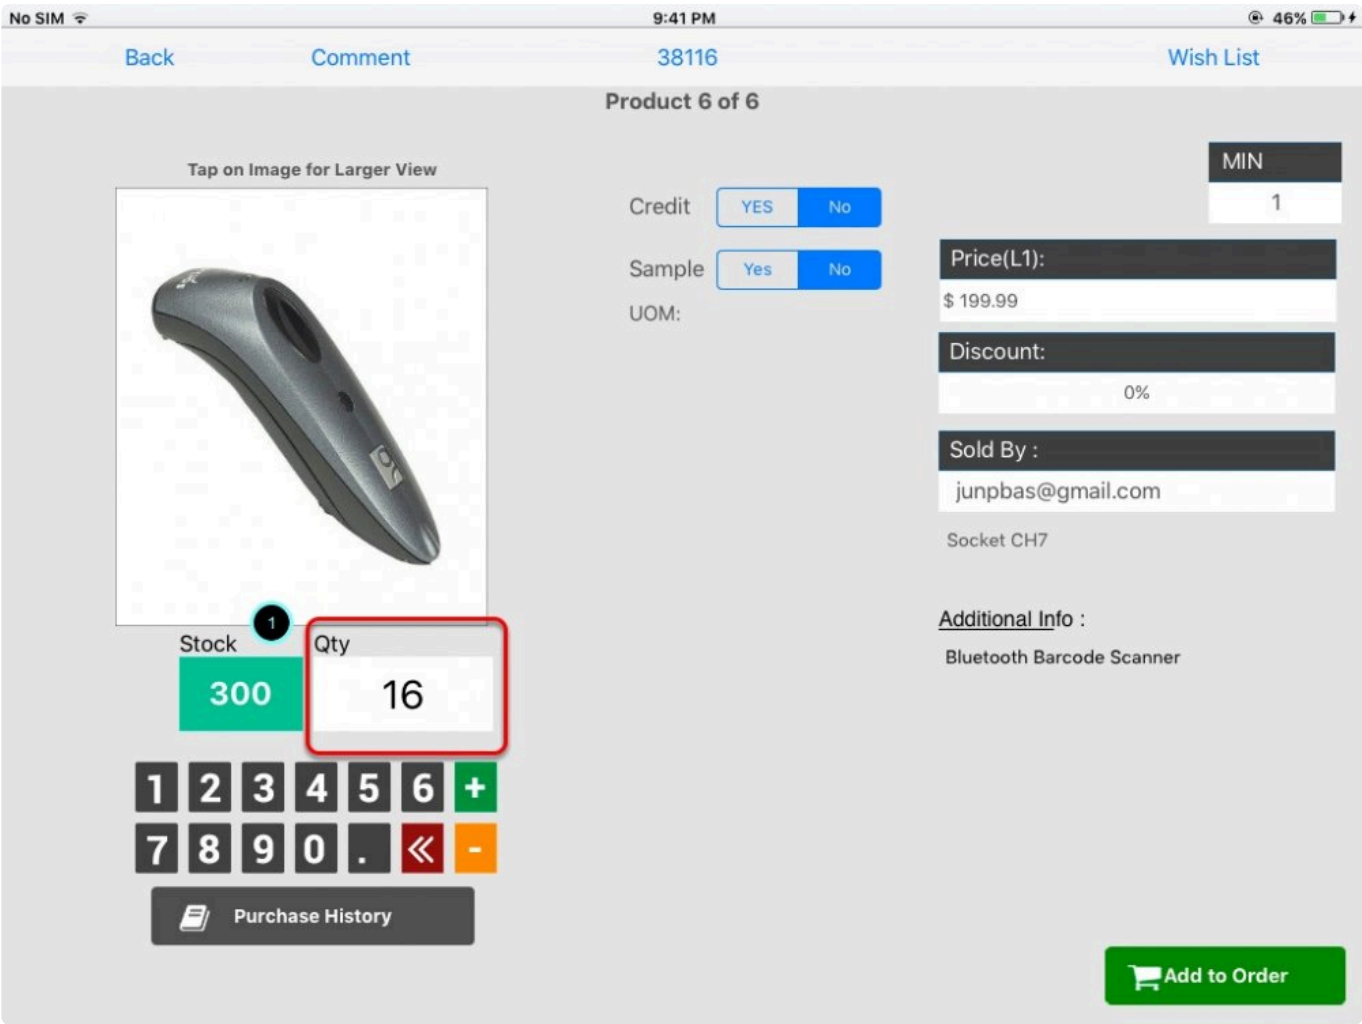 No SIM 9:41 PM 46%
Back Comment 38116 Wish List
Product 6 of 6
Tap on Image for Larger View
Credit YES No
Sample Yes No
UOM:
MIN
1
Price(L1):
$ 199.99
Discount:
0%
Sold By :
junpbas@gmail.com
Socket CH7
Additional Info :
Bluetooth Barcode Scanner
1
Stock Qty
300 16
1 2 3 4 5 6 +
7 8 9 0 . « -
Purchase History
Add to Order